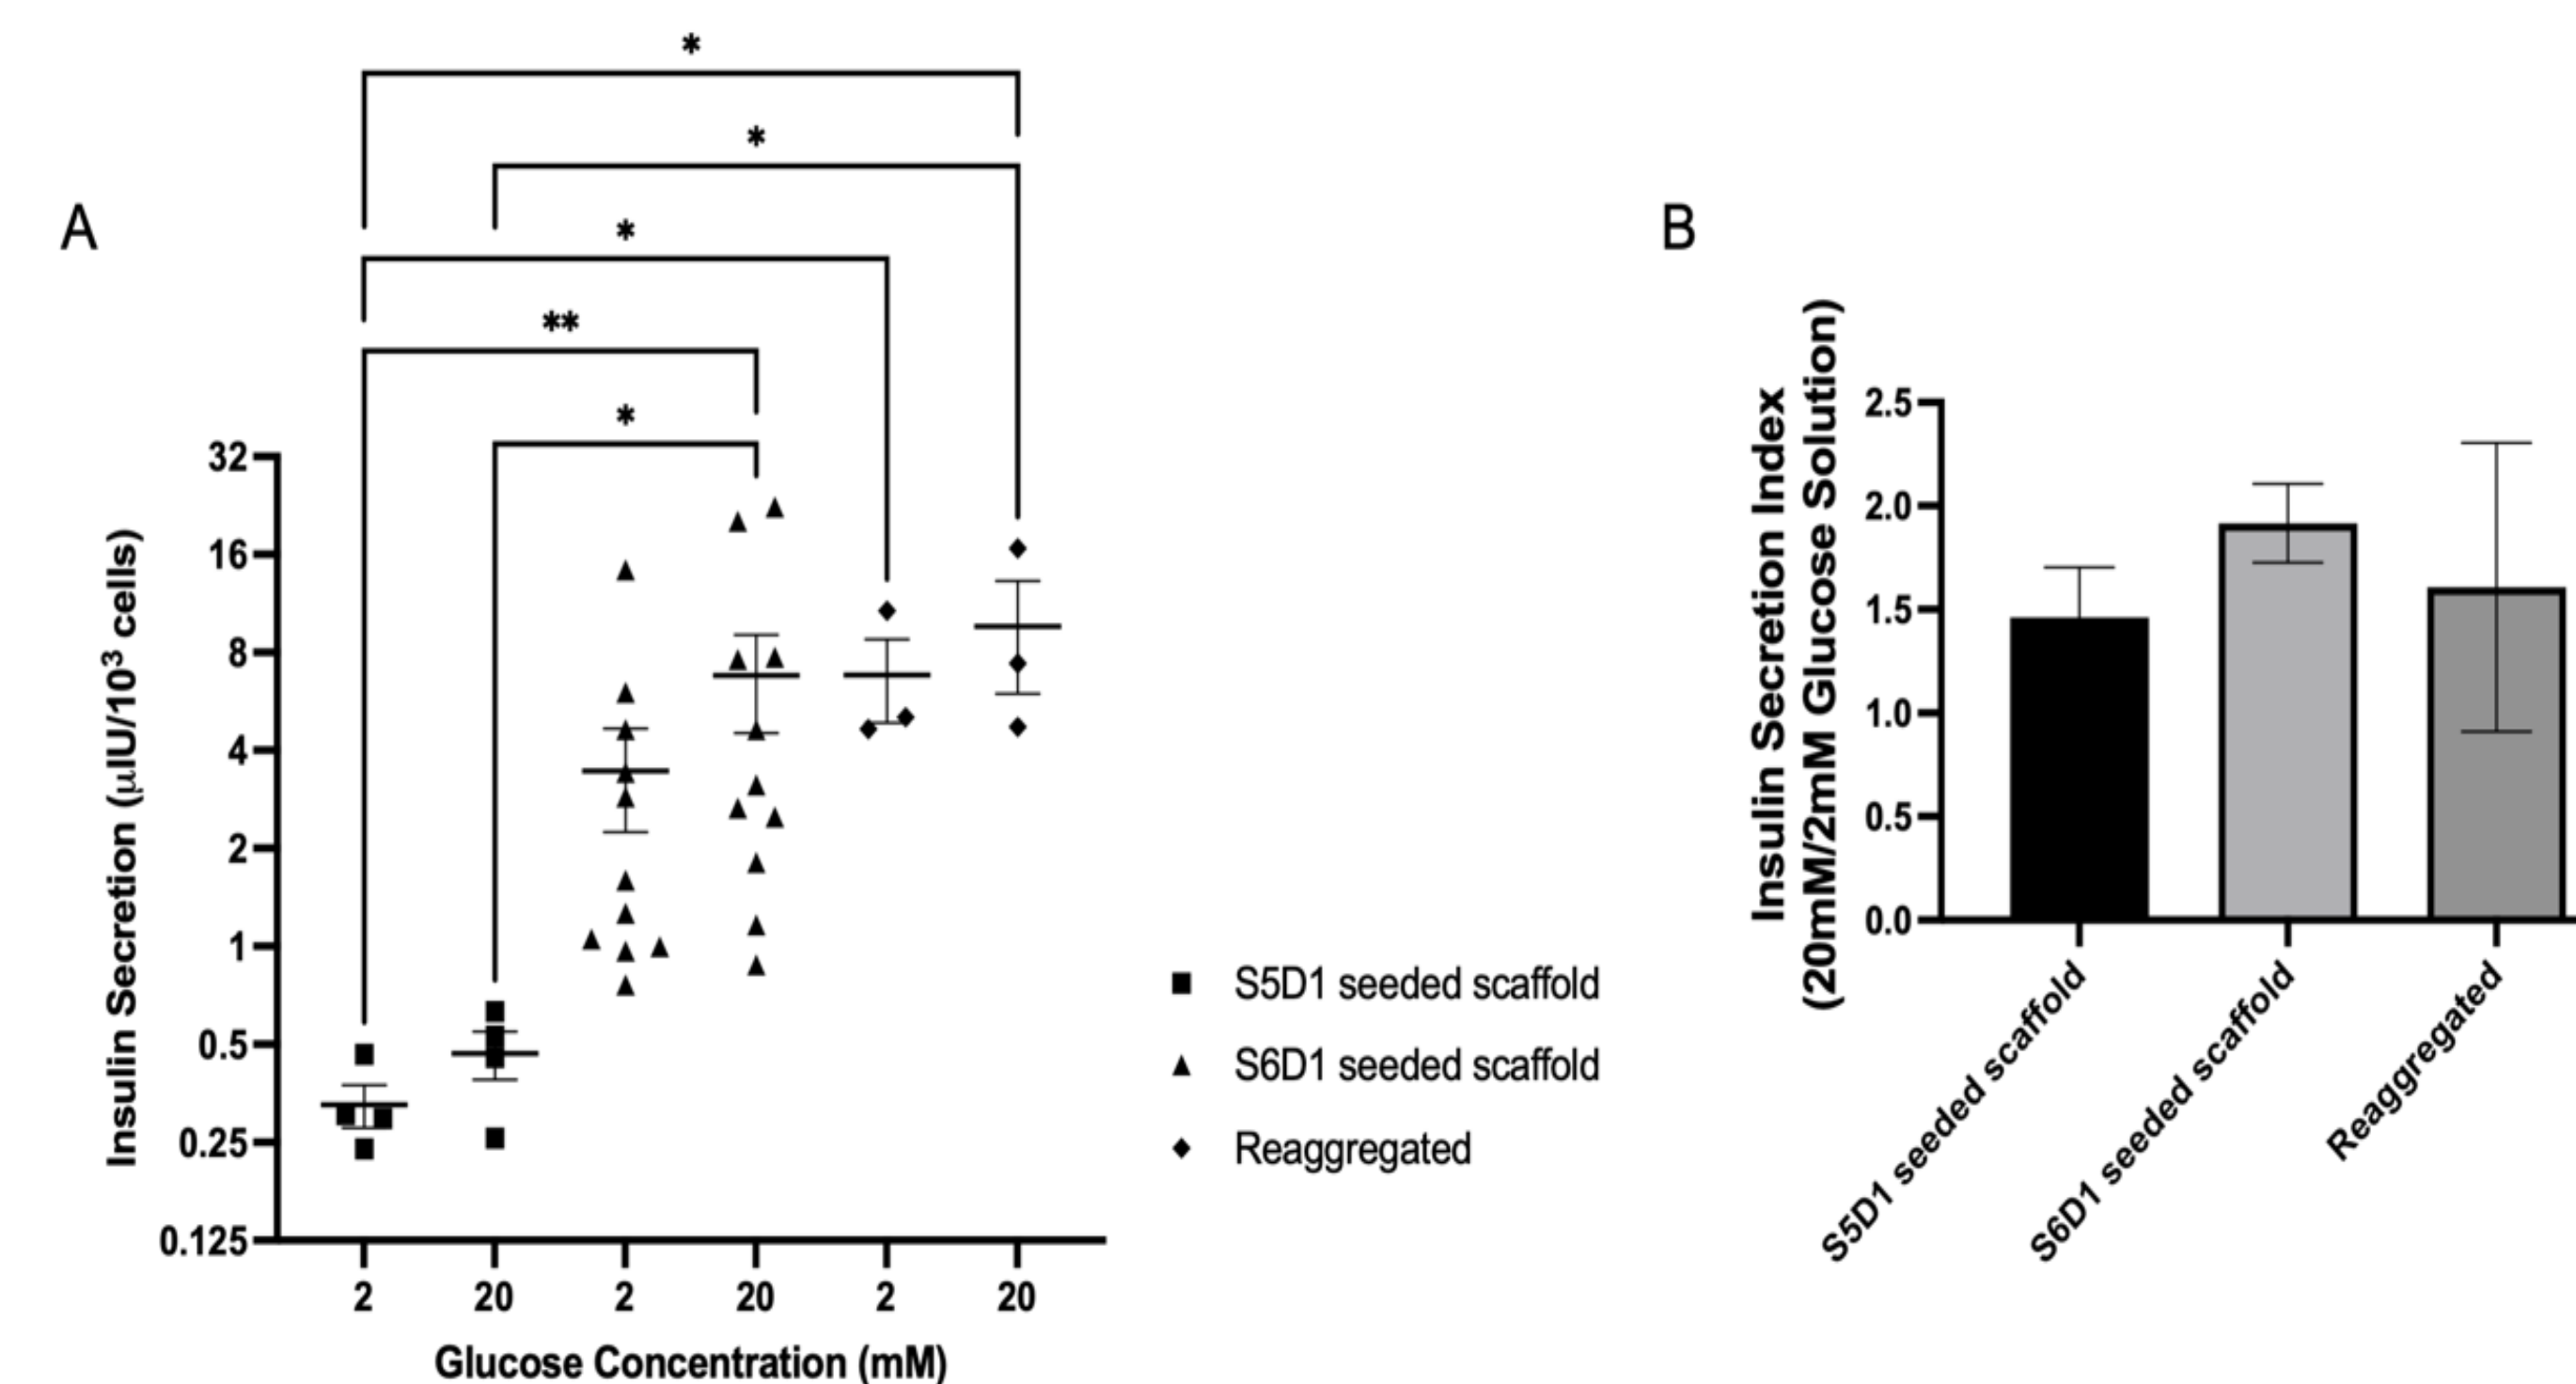 *
*
A
*
**
*
32
16
8
4
2
1
0.5
0.25
0.125
Insulin Secretion (µIU/10³ cells)
2 20 2 20 2 20
Glucose Concentration (mM)
S5D1 seeded scaffold
S6D1 seeded scaffold
Reaggregated
B
Insulin Secretion Index
(20mM/2mM Glucose Solution)
2.5
2.0
1.5
1.0
0.5
0.0
S5D1 seeded scaffold
S6D1 seeded scaffold
Reaggregated